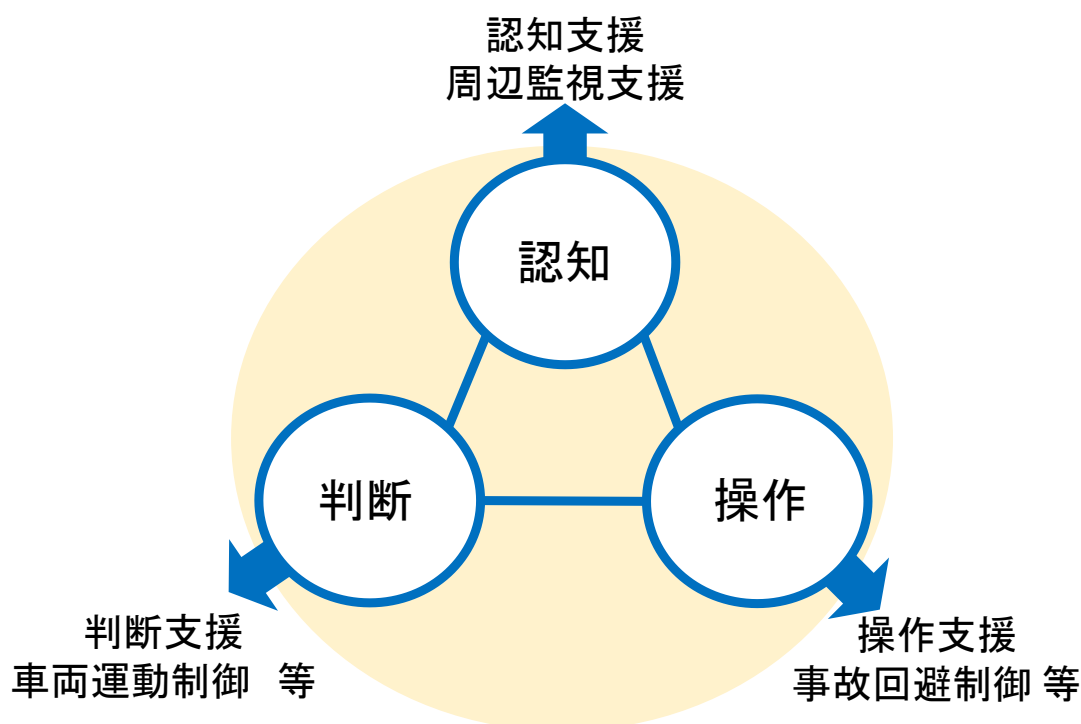 認知支援
周辺監視支援
認知
判断
操作
判断支援
車両運動制御 等
操作支援
事故回避制御 等